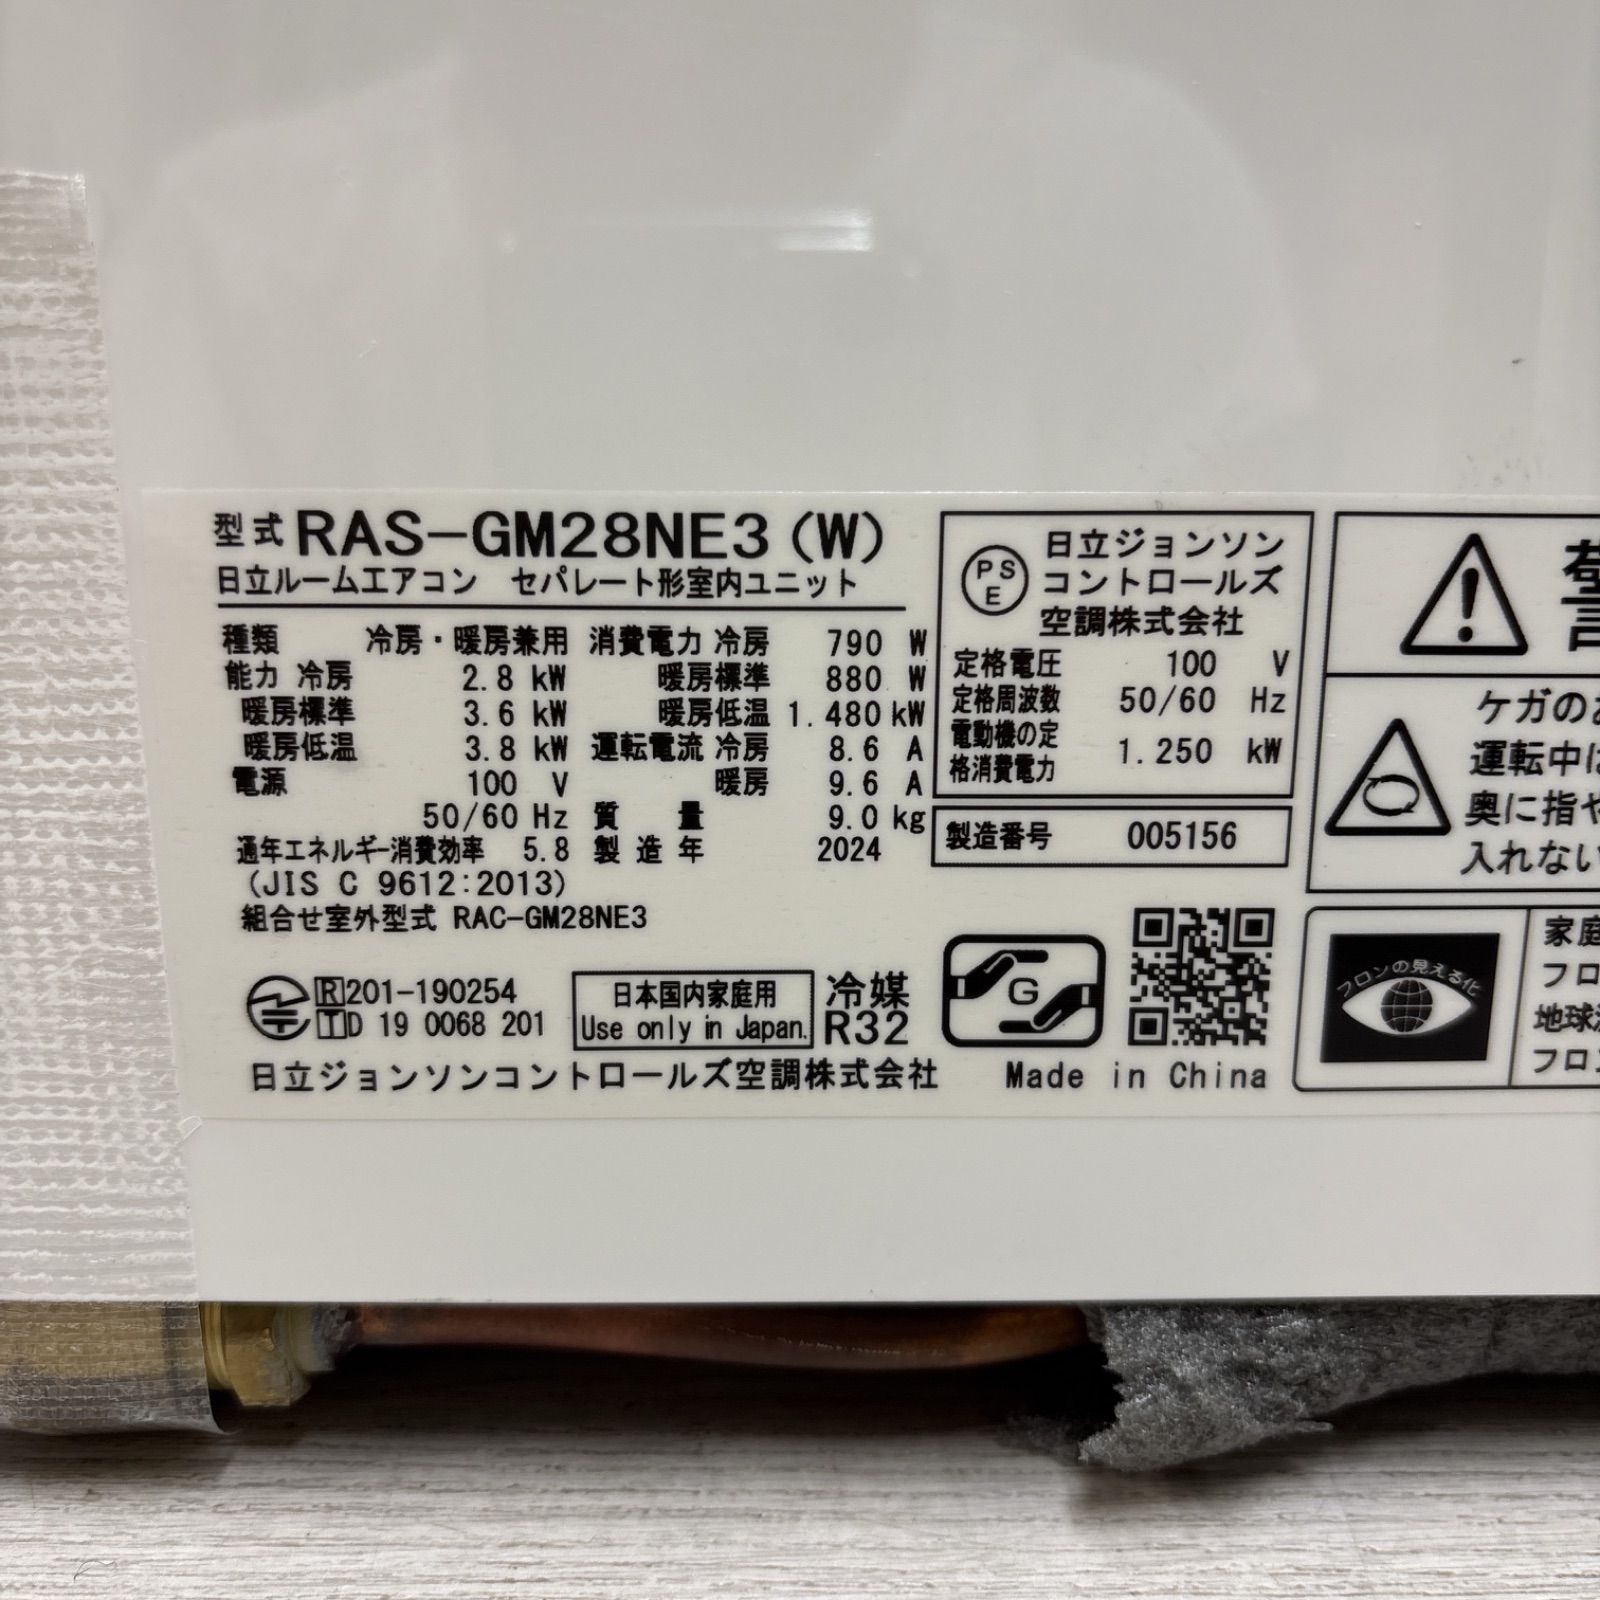 型式 RAS-GM28NE3 (W)
日立ルームエアコン セパレート形室内ユニット
種類 冷房・暖房兼用
能力 冷房 2.8 kW
暖房標準 3.6 kW
暖房低温 3.8 kW
電源 100 V
50/60 Hz
通年エネルギー消費効率 5.8
(JIS C 9612:2013)
組合せ室外型式 RAC-GM28NE3
消費電力 冷房 790 W
暖房標準 880 W
暖房低温 1.480 kW
運転電流 冷房 8.6 A
暖房 9.6 A
質量 9.0 kg
製造年 2024
PSE
日立ジョンソン
コントロールズ
空調株式会社
定格電圧 100 V
定格周波数 50/60 Hz
電動機の定
格消費電力 1.250 kW
製造番号 005156
R 201-190254
T D 19 0068 201
日本国内家庭用
Use only in Japan.
冷媒
R32
G
日立ジョンソンコントロールズ空調株式会社
Made in China
ケガのお
運転中は
奥に指や
入れない
フロンの見える化
家庭
フロ
地球
フロン